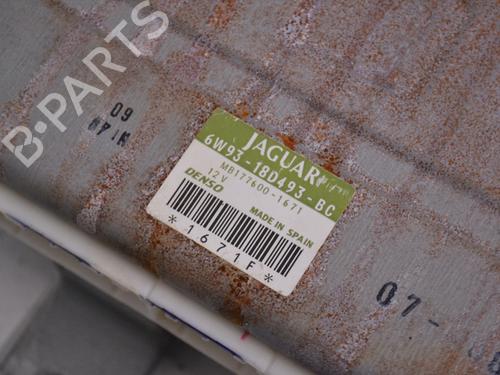 B-PARTS
09
JAGUAR
6W93-18D493-BC
MB177600-1671
12V
DENSO
MADE IN SPAIN
*1671F*
07-